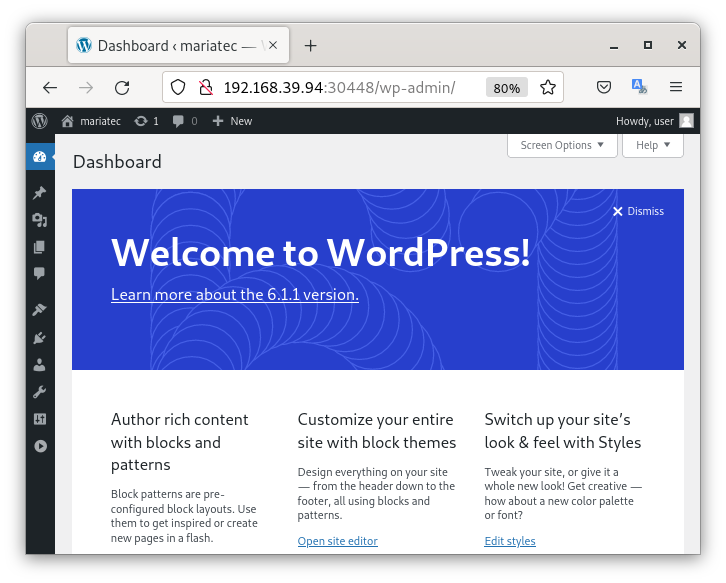 Dashboard ‹ mariatec —
192.168.39.94:30448/wp-admin/
80%
mariatec
1
0
New
Howdy, user
Screen Options
Help
Dashboard
Dismiss
Welcome to WordPress!
Learn more about the 6.1.1 version.
Author rich content
with blocks and
patterns
Block patterns are pre-
configured block layouts. Use
them to get inspired or create
new pages in a flash.
Customize your entire
site with block themes
Design everything on your site
— from the header down to the
footer, all using blocks and
patterns.
Open site editor
Switch up your site’s
look & feel with Styles
Tweak your site, or give it a
whole new look! Get creative —
how about a new color palette
or font?
Edit styles